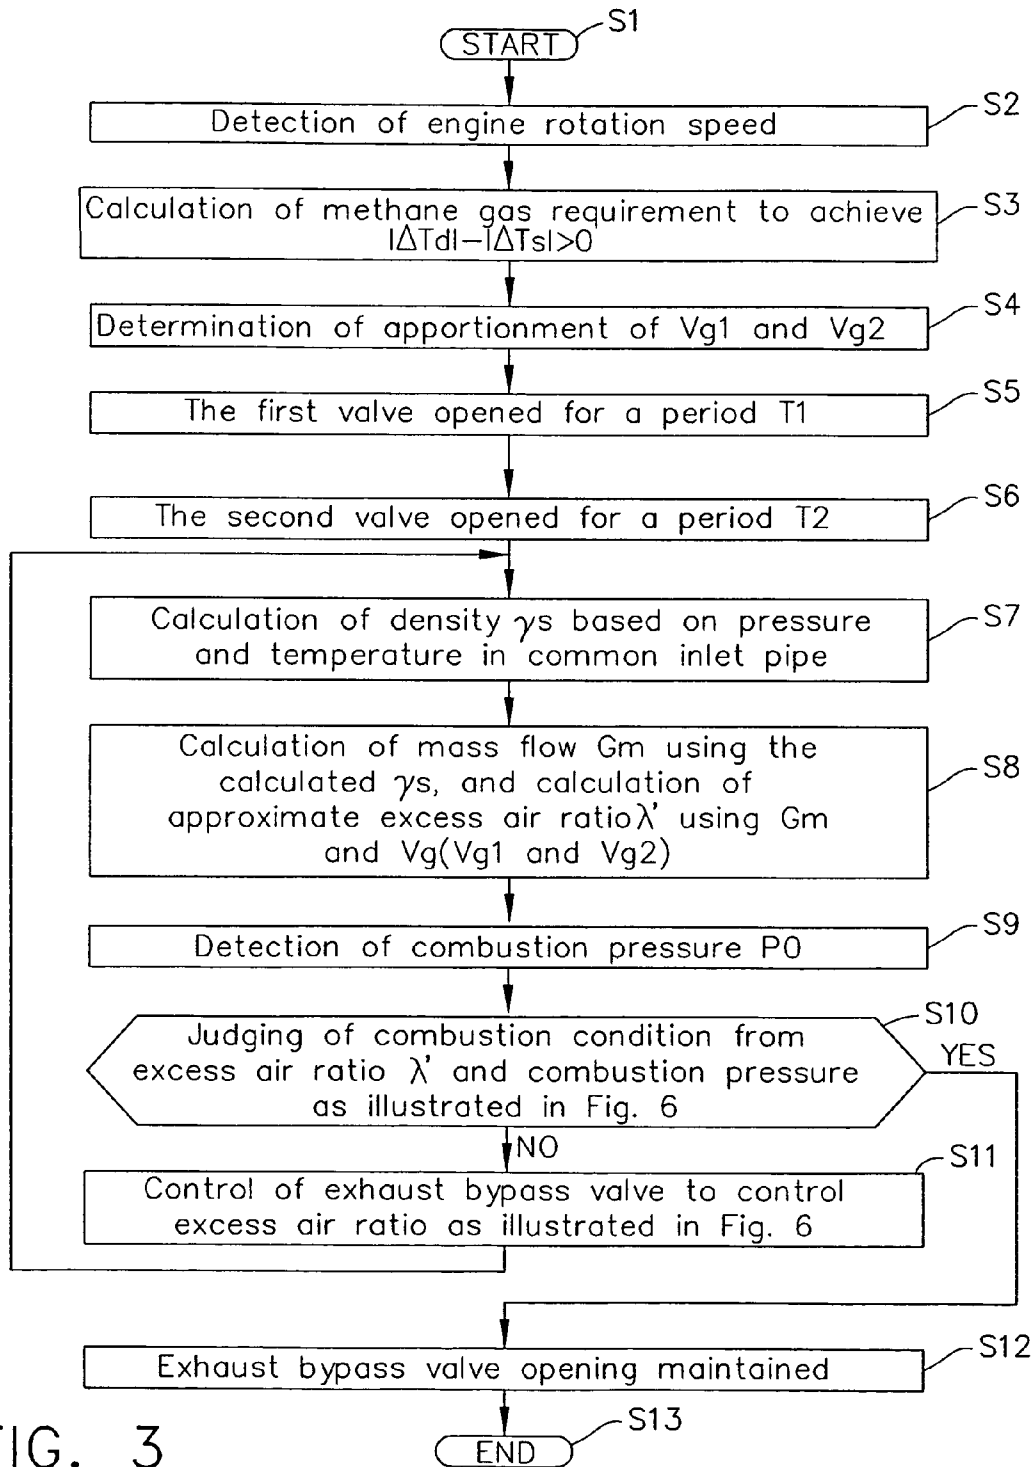 S1
START
S2
Detection of engine rotation speed
S3
Calculation of methane gas requirement to achieve
|ΔTd|-|ΔTs|>0
S4
Determination of apportionment of Vg1 and Vg2
S5
The first valve opened for a period T1
S6
The second valve opened for a period T2
S7
Calculation of density γs based on pressure
and temperature in common inlet pipe
S8
Calculation of mass flow Gm using the
calculated γs, and calculation of
approximate excess air ratio λ' using Gm
and Vg(Vg1 and Vg2)
S9
Detection of combustion pressure P0
S10
Judging of combustion condition from
excess air ratio λ' and combustion pressure
as illustrated in Fig. 6
YES
NO
S11
Control of exhaust bypass valve to control
excess air ratio as illustrated in Fig. 6
S12
Exhaust bypass valve opening maintained
S13
END
FIG. 3